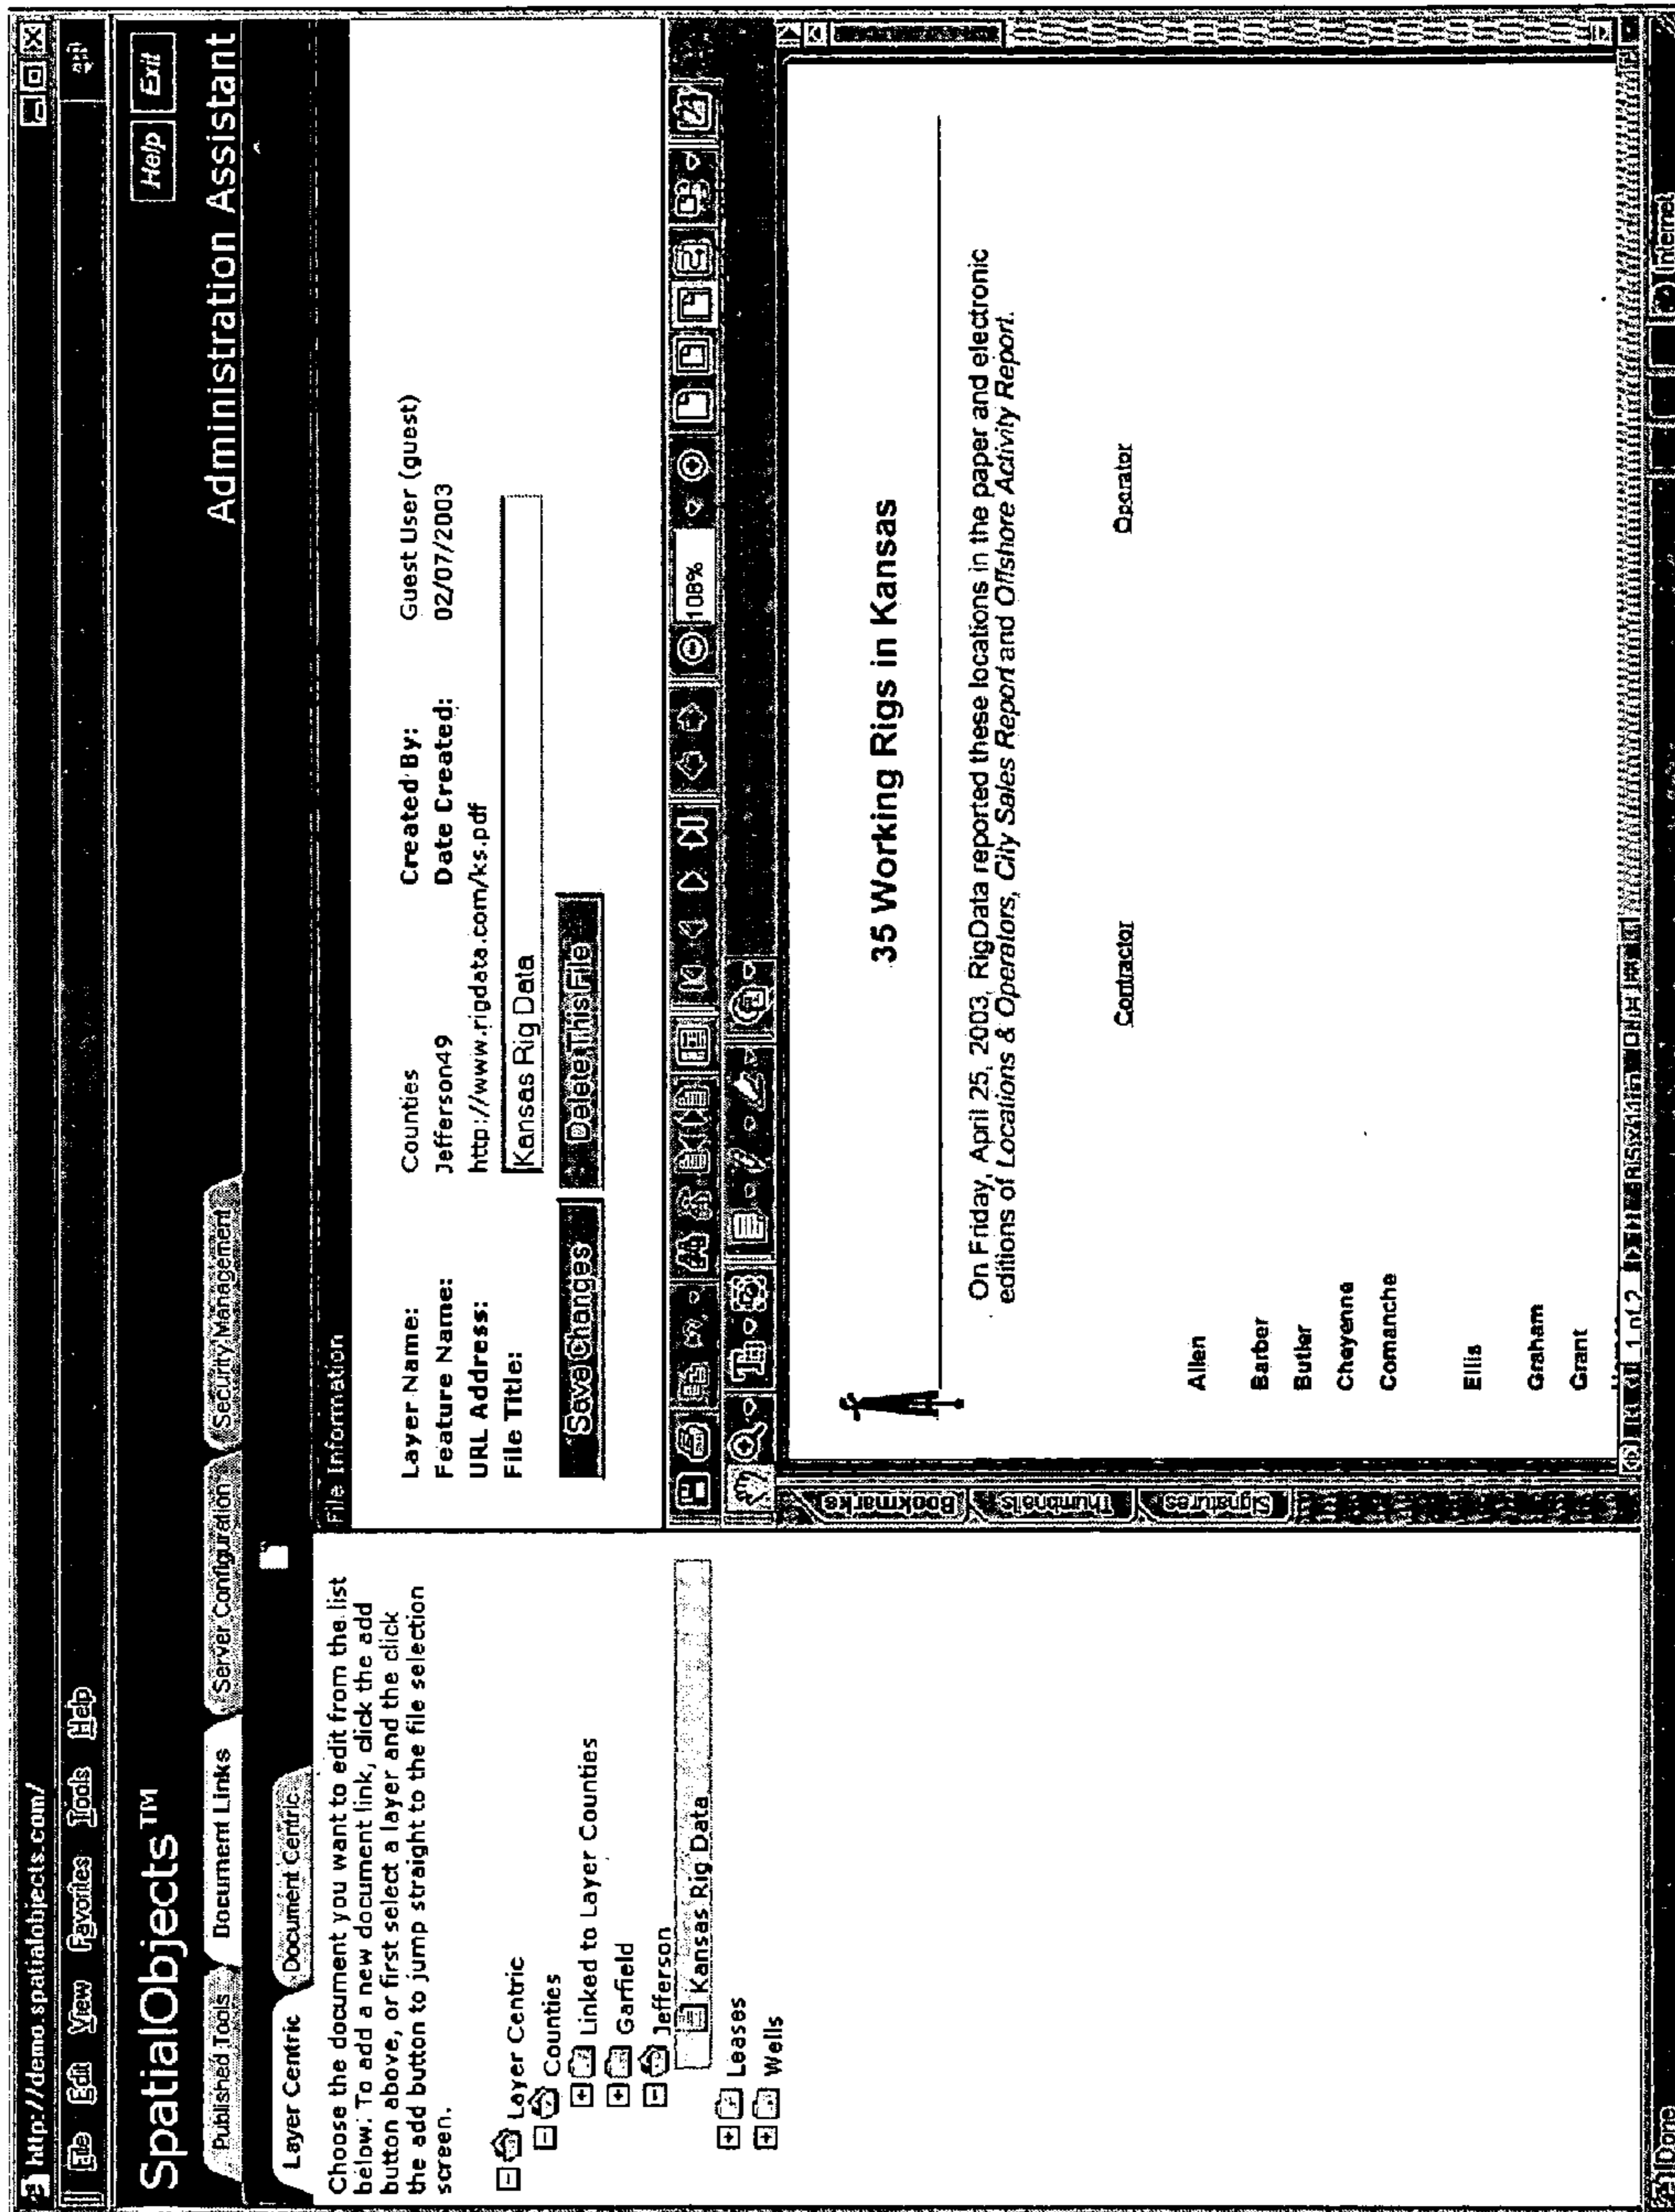 http://demo.spatialobjects.com/
File Edit View Favorites Tools Help
SpatialObjects™
Help Exit
Published Tools Document Links Server Configuration Security Management
Administration Assistant
Layer Centric Document Centric
Choose the document you want to edit from the list
below. To add a new document link, click the add
button above, or first select a layer and the click
the add button to jump straight to the file selection
screen.
Layer Centric
Counties
Linked to Layer Counties
Garfield
Jefferson
Kansas Rig Data
Leases
Wells
File Information
Layer Name: Counties Created By: Guest User (guest)
Feature Name: Jefferson49 Date Created: 02/07/2003
URL Address: http://www.rigdata.com/ks.pdf
File Title: Kansas Rig Data
Save Changes Delete This File
108%
Bookmarks
Thumbnails
Signatures
35 Working Rigs in Kansas
On Friday, April 25, 2003, RigData reported these locations in the paper and electronic
editions of Locations & Operators, City Sales Report and Offshore Activity Report.
Contractor Operator
Allen
Barber
Butler
Cheyenne
Comanche
Ellis
Graham
Grant
1 of 2
Done
Internet